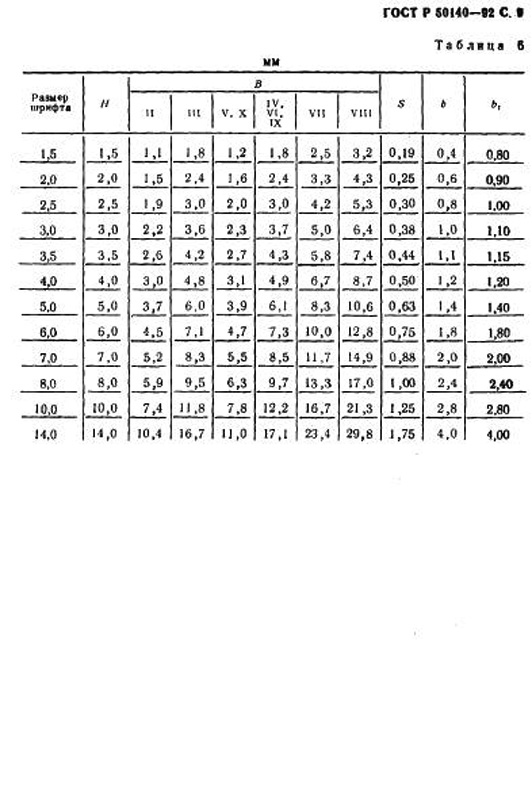 ГОСТ Р 50140—92 С. 9
Таблица 6
мм
Размер шрифта H B S b b₁
II III V. X IV. VI. IX VII VIII
1,5 1,5 1,1 1,8 1,2 1,8 2,5 3,2 0,19 0,4 0,80
2,0 2,0 1,5 2,4 1,6 2,4 3,3 4,3 0,25 0,6 0,90
2,5 2,5 1,9 3,0 2,0 3,0 4,2 5,3 0,30 0,8 1,00
3,0 3,0 2,2 3,6 2,3 3,7 5,0 6,4 0,38 1,0 1,10
3,5 3,5 2,6 4,2 2,7 4,3 5,8 7,4 0,44 1,1 1,15
4,0 4,0 3,0 4,8 3,1 4,9 6,7 8,7 0,50 1,2 1,20
5,0 5,0 3,7 6,0 3,9 6,1 8,3 10,6 0,63 1,4 1,40
6,0 6,0 4,5 7,1 4,7 7,3 10,0 12,8 0,75 1,8 1,80
7,0 7,0 5,2 8,3 5,5 8,5 11,7 14,9 0,88 2,0 2,00
8,0 8,0 5,9 9,5 6,3 9,7 13,3 17,0 1,00 2,4 2,40
10,0 10,0 7,4 11,8 7,8 12,2 16,7 21,3 1,25 2,8 2,80
14,0 14,0 10,4 16,7 11,0 17,1 23,4 29,8 1,75 4,0 4,00